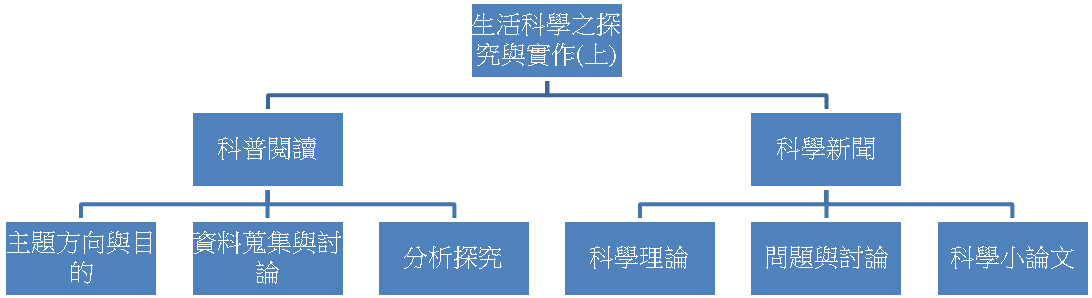 生活科學之探
究與實作(上)
科普閱讀
科學新聞
主題方向與目
的
資料蒐集與討
論
分析探究
科學理論
問題與討論
科學小論文